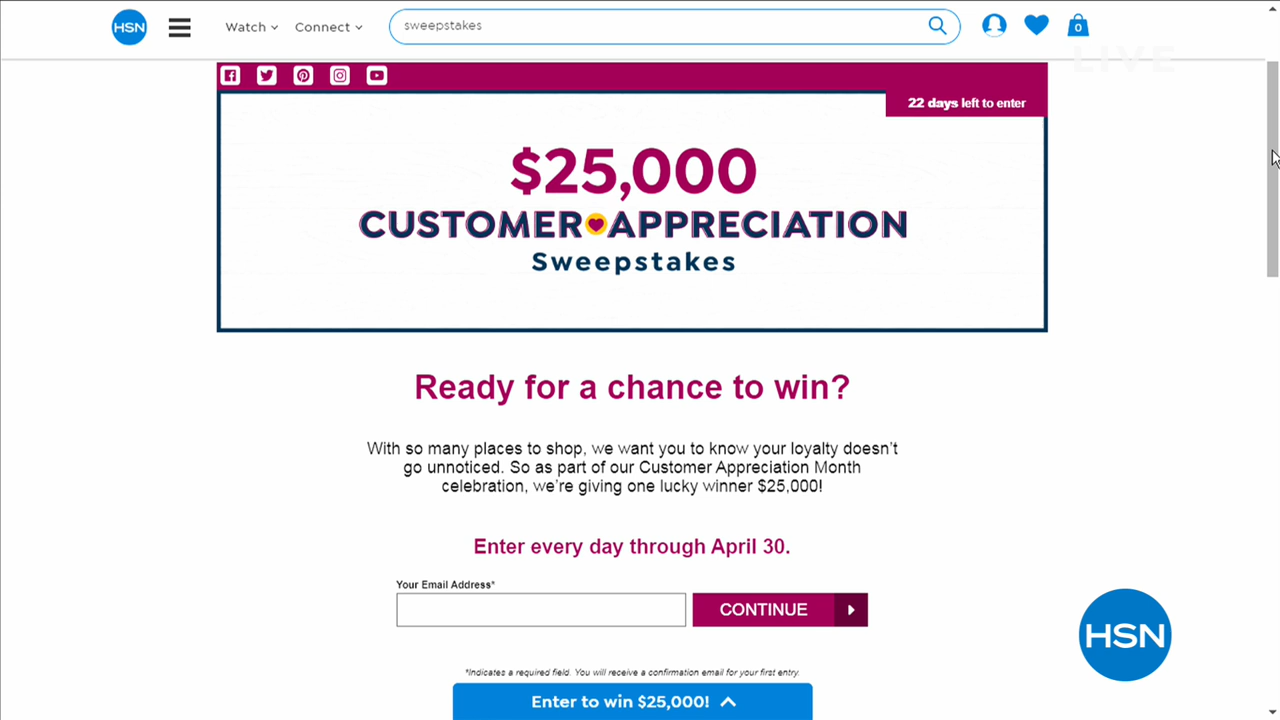 HSN
Watch
Connect
sweepstakes
0
LIVE
22 days left to enter
$25,000
CUSTOMER APPRECIATION
Sweepstakes
Ready for a chance to win?
With so many places to shop, we want you to know your loyalty doesn't
go unnoticed. So as part of our Customer Appreciation Month
celebration, we're giving one lucky winner $25,000!
Enter every day through April 30.
Your Email Address*
CONTINUE
HSN
*Indicates a required field. You will receive a confirmation email for your first entry.
Enter to win $25,000!